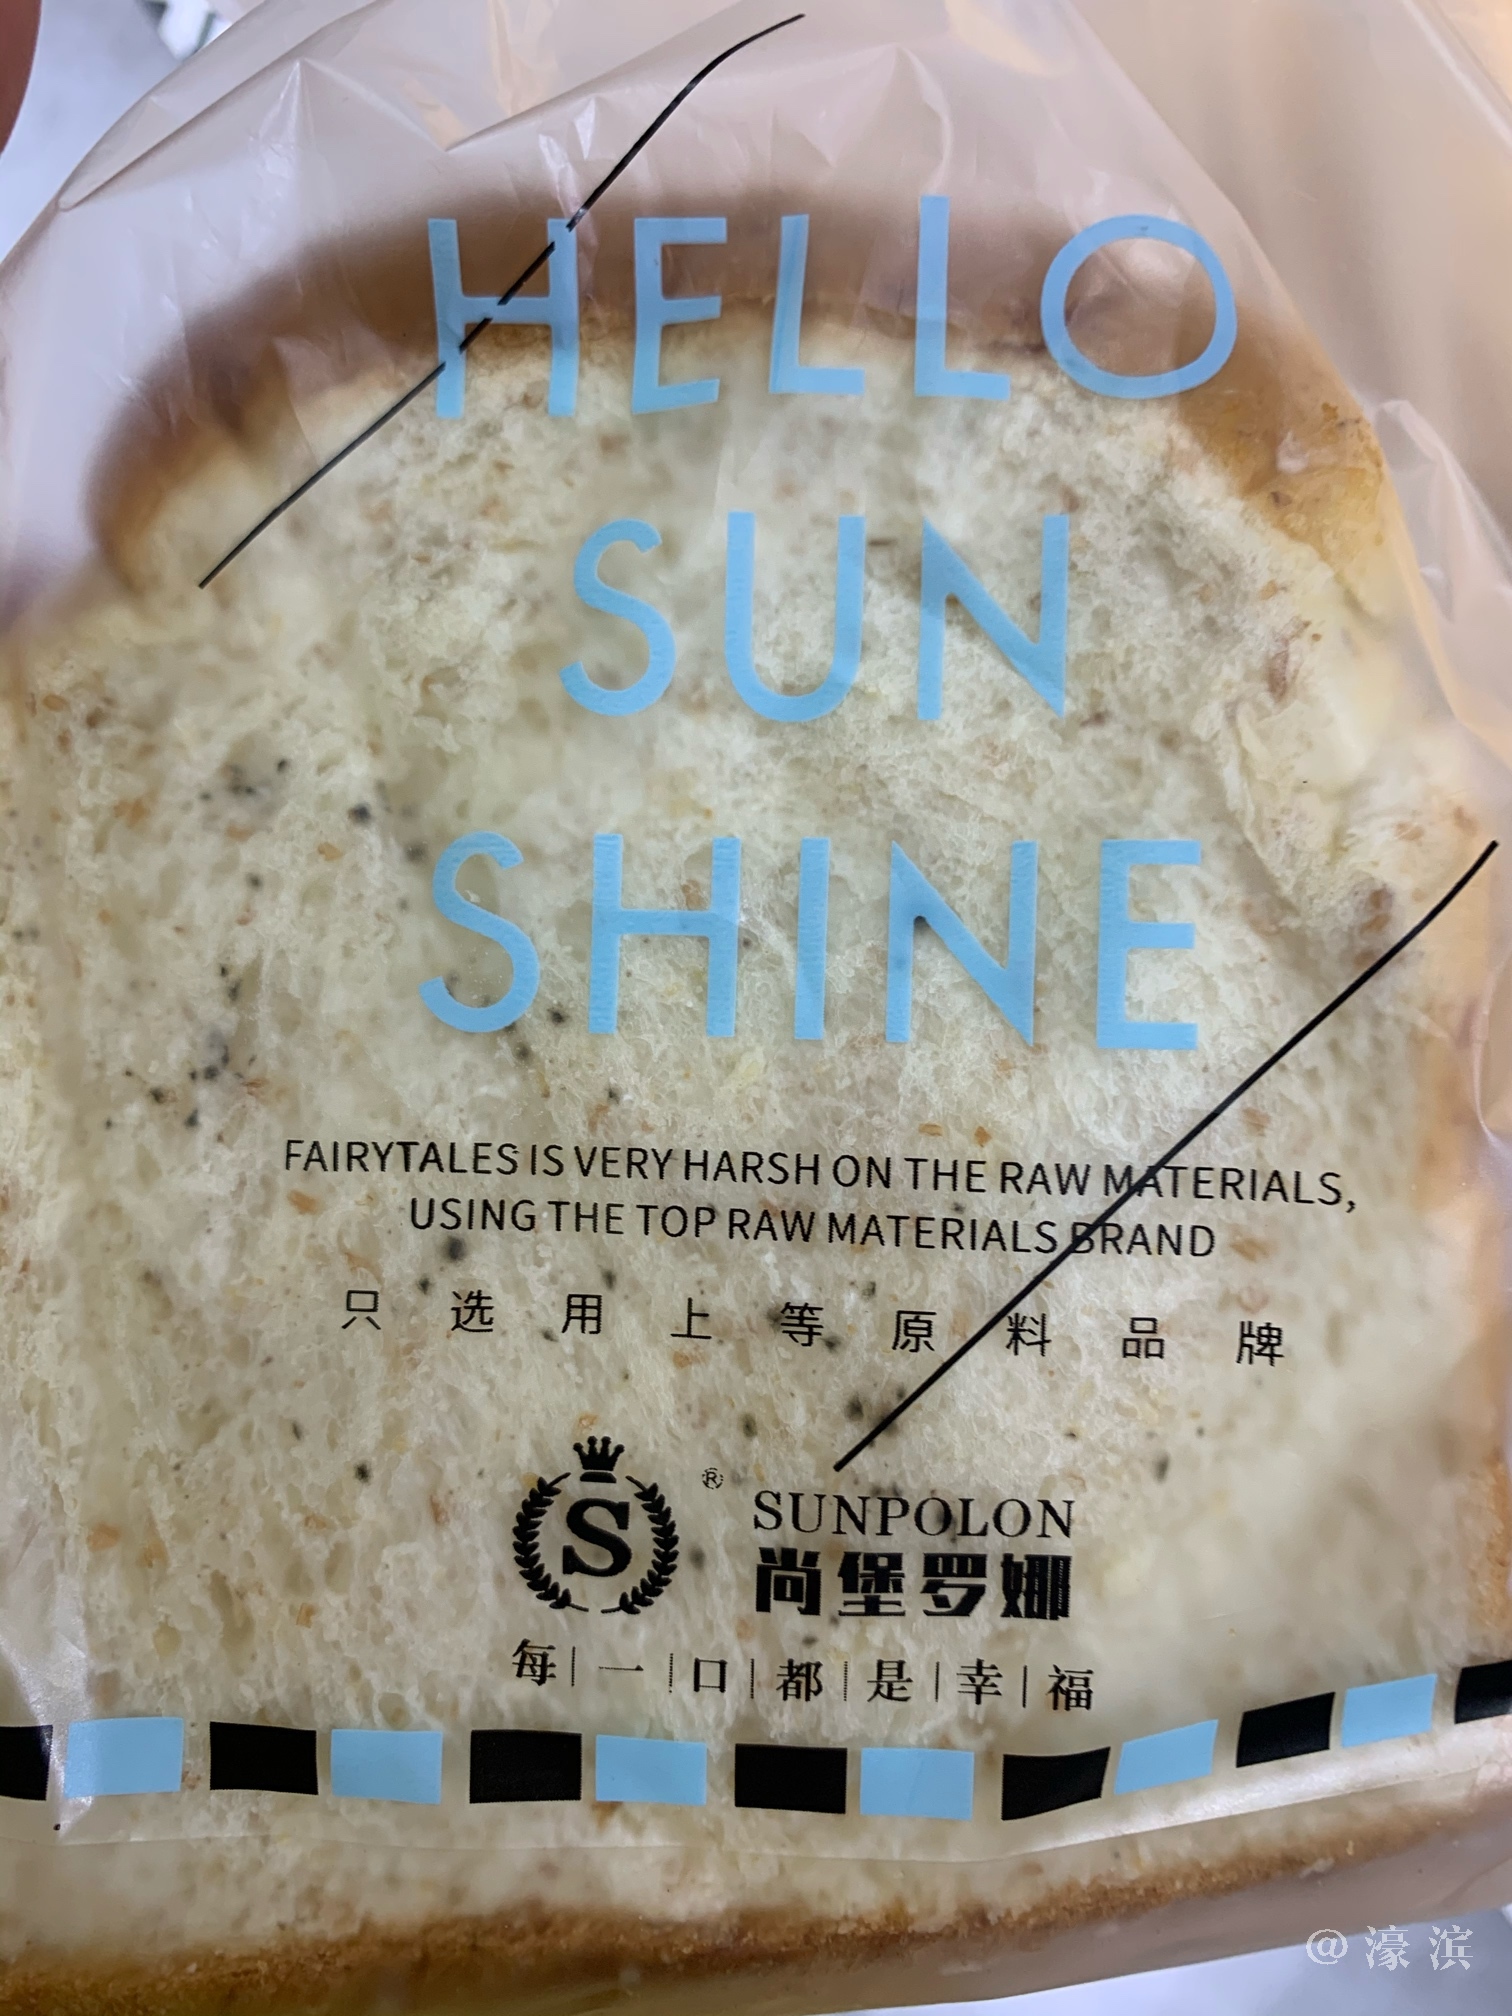 HELLO
SUN
SHINE
FAIRYTALES IS VERY HARSH ON THE RAW MATERIALS,
USING THE TOP RAW MATERIALS BRAND
只选用上等原料品牌
S
®
SUNPOLON
尚堡罗娜
每|一|口|都|是|幸|福
@濠滨